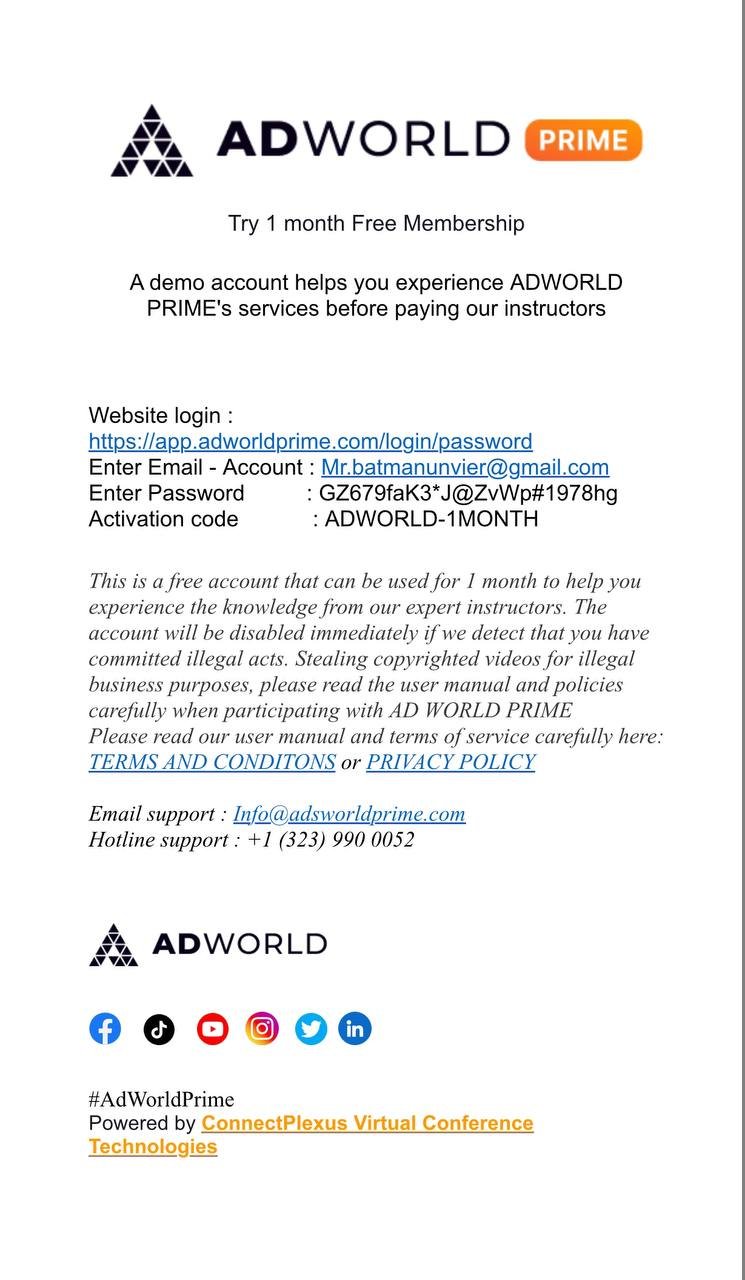 ADWORLD PRIME
Try 1 month Free Membership
A demo account helps you experience ADWORLD
PRIME's services before paying our instructors
Website login :
https://app.adworldprime.com/login/password
Enter Email - Account : Mr.batmanunvier@gmail.com
Enter Password : GZ679faK3*J@ZvWp#1978hg
Activation code : ADWORLD-1MONTH
This is a free account that can be used for 1 month to help you
experience the knowledge from our expert instructors. The
account will be disabled immediately if we detect that you have
committed illegal acts. Stealing copyrighted videos for illegal
business purposes, please read the user manual and policies
carefully when participating with AD WORLD PRIME
Please read our user manual and terms of service carefully here:
TERMS AND CONDITONS or PRIVACY POLICY
Email support : Info@adsworldprime.com
Hotline support : +1 (323) 990 0052
ADWORLD
#AdWorldPrime
Powered by ConnectPlexus Virtual Conference
Technologies